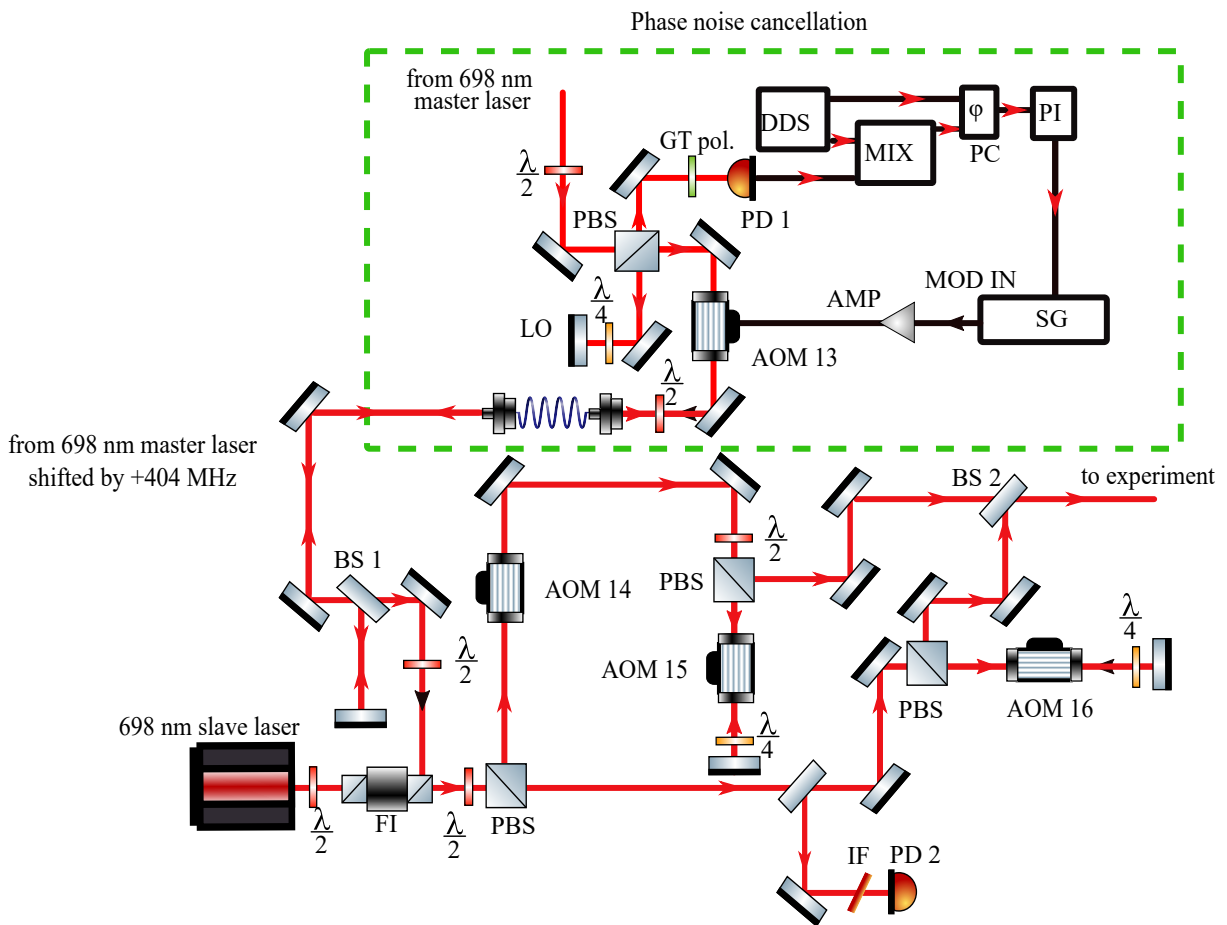 Phase noise cancellation
from 698 nm
master laser
DDS
φ
PI
GT pol.
MIX
PC
λ
2
PD 1
PBS
MOD IN
λ
4
AMP
LO
SG
AOM 13
λ
2
from 698 nm master laser
shifted by +404 MHz
BS 2
to experiment
λ
2
BS 1
AOM 14
PBS
λ
4
λ
2
AOM 15
PBS
AOM 16
698 nm slave laser
λ
4
λ
2
FI
λ
2
PBS
IF
PD 2